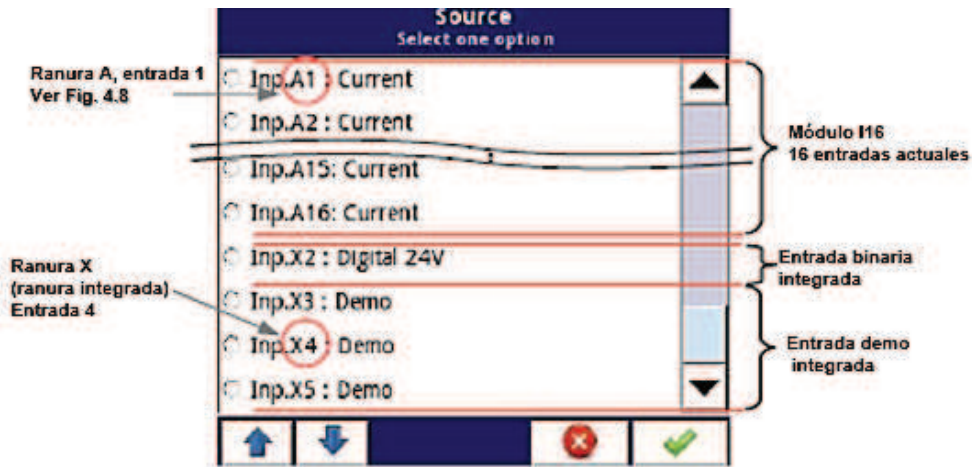 Source
Select one option
Ranura A, entrada 1
Ver Fig. 4.8
Inp.A1 : Current
Inp.A2 : Current
Inp.A15: Current
Inp.A16: Current
Módulo I16
16 entradas actuales
Inp.X2 : Digital 24V
Entrada binaria
integrada
Ranura X
(ranura integrada)
Entrada 4
Inp.X3 : Demo
Inp.X4 : Demo
Inp.X5 : Demo
Entrada demo
integrada